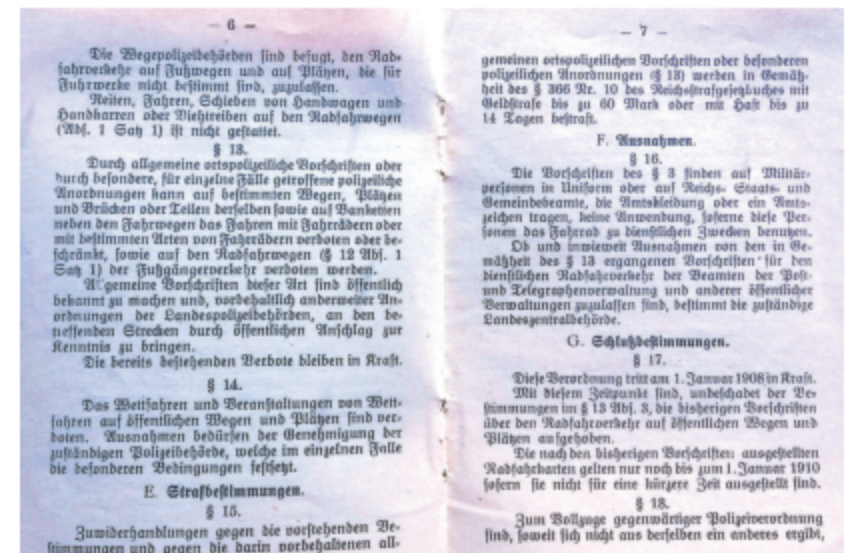 — 6 —
Die Wegepolizeibehörden sind befugt, den Rad-
fahrverkehr auf Fußwegen und auf Plätzen, die für
Fuhrwerke nicht bestimmt sind, zuzulassen.
Reiten, Fahren, Schieben von Handwagen und
Handkarren oder Viehtreiben auf den Radfahrwegen
(Abs. 1 Satz 1) ist nicht gestattet.
§ 13.
Durch allgemeine ortspolizeiliche Vorschriften oder
durch besondere, für einzelne Fälle getroffene polizeiliche
Anordnungen kann auf bestimmten Wegen, Plätzen
und Brücken oder Teilen derselben sowie auf Banketten
neben den Fahrwegen das Fahren mit Fahrrädern oder
mit bestimmten Arten von Fahrrädern verboten oder be-
schränkt, sowie auf den Radfahrwegen (§ 12 Abs. 1
Satz 1) der Fußgängerverkehr verboten werden.
Allgemeine Vorschriften dieser Art sind öffentlich
bekannt zu machen und, vorbehaltlich anderweiter An-
ordnungen der Landespolizeibehörden, an den be-
treffenden Strecken durch öffentlichen Anschlag zur
Kenntnis zu bringen.
Die bereits bestehenden Verbote bleiben in Kraft.
§ 14.
Das Wettfahren und Veranstaltungen von Wett-
fahren auf öffentlichen Wegen und Plätzen sind ver-
boten. Ausnahmen bedürfen der Genehmigung der
zuständigen Polizeibehörde, welche im einzelnen Falle
die besonderen Bedingungen festsetzt.
E. Strafbestimmungen.
§ 15.
Zuwiderhandlungen gegen die vorstehenden Be-
stimmungen und gegen die darin vorbehaltenen all-
— 7 —
gemeinen ortspolizeilichen Vorschriften oder besonderen
polizeilichen Anordnungen (§ 13) werden in Gemäß-
heit des § 366 Nr. 10 des Reichsstrafgesetzbuches mit
Geldstrafe bis zu 60 Mark oder mit Haft bis zu
14 Tagen bestraft.
F. Ausnahmen.
§ 16.
Die Vorschriften des § 3 finden auf Militär-
personen in Uniform oder auf Reichs- Staats- und
Gemeindebeamte, die Amtskleidung oder ein Amts-
zeichen tragen, keine Anwendung, soferne diese Per-
sonen das Fahrrad zu dienstlichen Zwecken benutzen.
Ob und inwieweit Ausnahmen von den in Ge-
mäßheit des § 13 ergangenen Vorschriften für den
dienstlichen Radfahrverkehr der Beamten der Post-
und Telegraphenverwaltung und anderer öffentlicher
Verwaltungen zuzulassen sind, bestimmt die zuständige
Landeszentralbehörde.
G. Schlußbestimmungen.
§ 17.
Diese Verordnung tritt am 1. Januar 1908 in Kraft.
Mit diesem Zeitpunkt sind, unbeschadet der Be-
stimmungen im § 13 Abs. 3, die bisherigen Vorschriften
über den Radfahrverkehr auf öffentlichen Wegen und
Plätzen aufgehoben.
Die nach den bisherigen Vorschriften ausgestellten
Radfahrkarten gelten nur noch bis zum 1. Januar 1910
sofern sie nicht für eine kürzere Zeit ausgestellt sind.
§ 18.
Zum Vollzuge gegenwärtiger Polizeiverordnung
sind, soweit sich nicht aus derselben ein anderes ergibt,